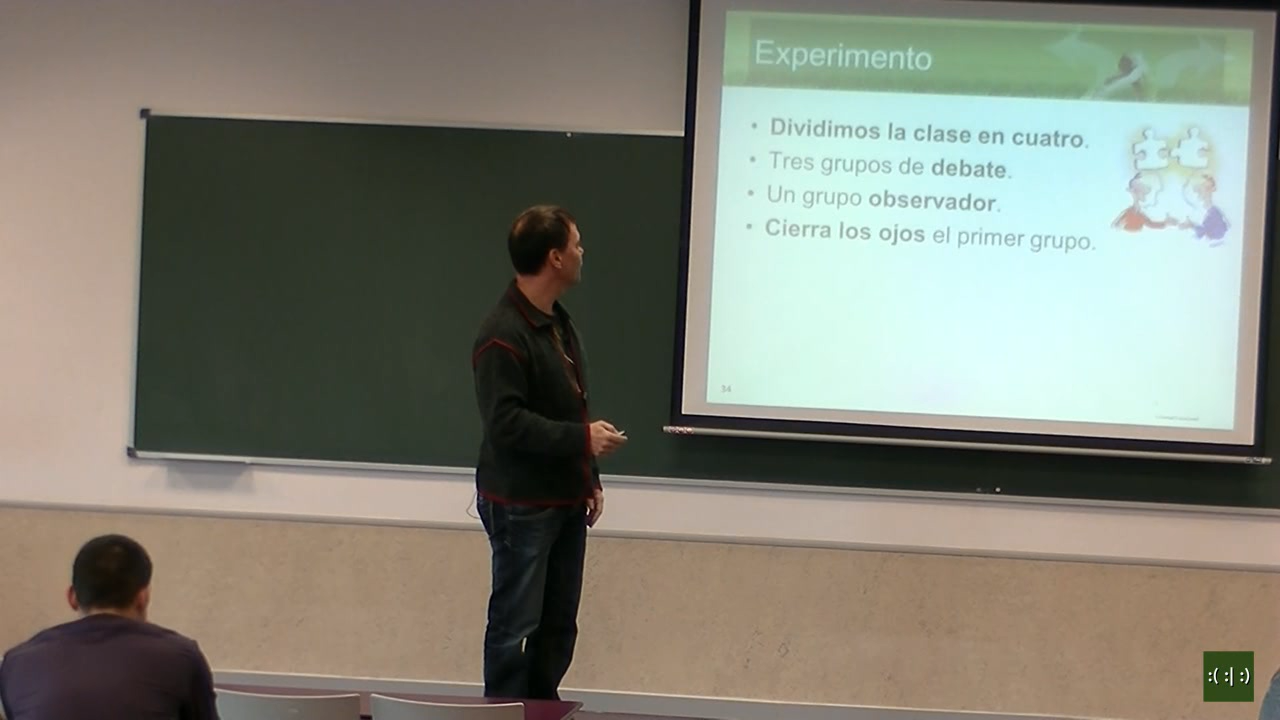 Experimento
• Dividimos la clase en cuatro.
• Tres grupos de debate.
• Un grupo observador.
• Cierra los ojos el primer grupo.
34
:( :| :)